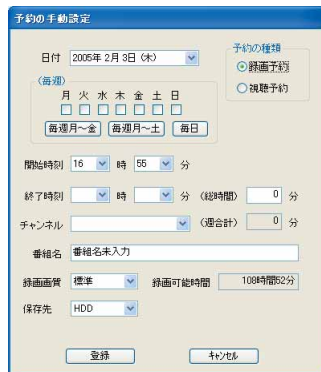 予約の手動設定
日付 2005年 2月 3日 (木)
予約の種類
録画予約
視聴予約
(毎週)
月 火 水 木 金 土 日
毎週月~金 毎週月~土 毎日
開始時刻 16 時 55 分
終了時刻 時 分 (総時間) 0 分
チャンネル (週合計) 0 分
番組名 番組名未入力
録画画質 標準 録画可能時間 108時間52分
保存先 HDD
登録 キャンセル